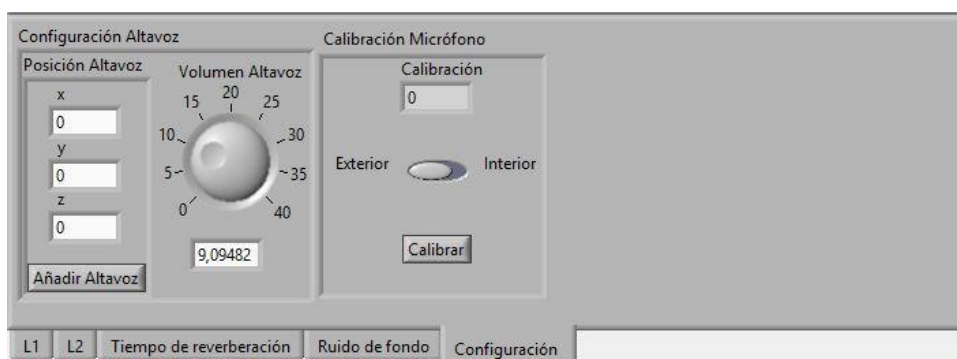 Configuración Altavoz
Posición Altavoz
x
0
y
0
z
0
Añadir Altavoz
Volumen Altavoz
0 5 10 15 20 25 30 35 40
9,09482
Calibración Micrófono
Calibración
0
Exterior Interior
Calibrar
L1 L2 Tiempo de reverberación Ruido de fondo Configuración